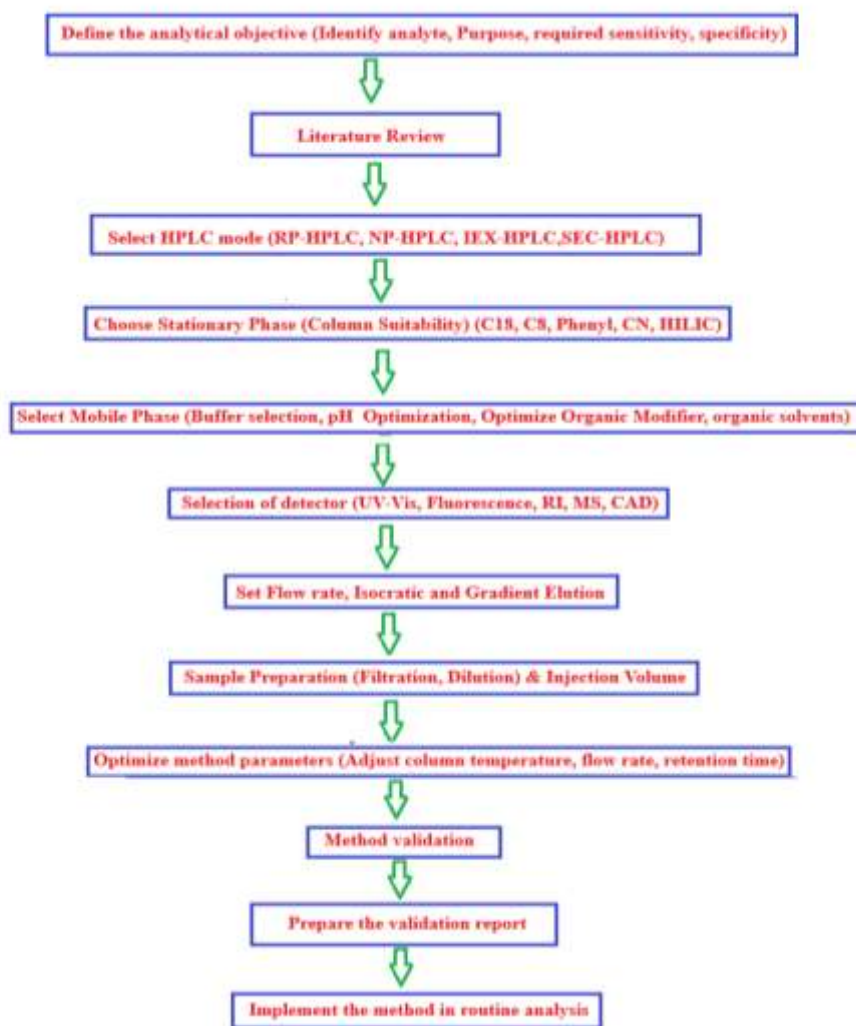 Define the analytical objective (Identify analyte, Purpose, required sensitivity, specificity)
Literature Review
Select HPLC mode (RP-HPLC, NP-HPLC, IEX-HPLC,SEC-HPLC)
Choose Stationary Phase (Column Suitability) (C18, C8, Phenyl, CN, HILIC)
Select Mobile Phase (Buffer selection, pH Optimization, Optimize Organic Modifier, organic solvents)
Selection of detector (UV-Vis, Fluorescence, RI, MS, CAD)
Set Flow rate, Isocratic and Gradient Elution
Sample Preparation (Filtration, Dilution) & Injection Volume
Optimize method parameters (Adjust column temperature, flow rate, retention time)
Method validation
Prepare the validation report
Implement the method in routine analysis